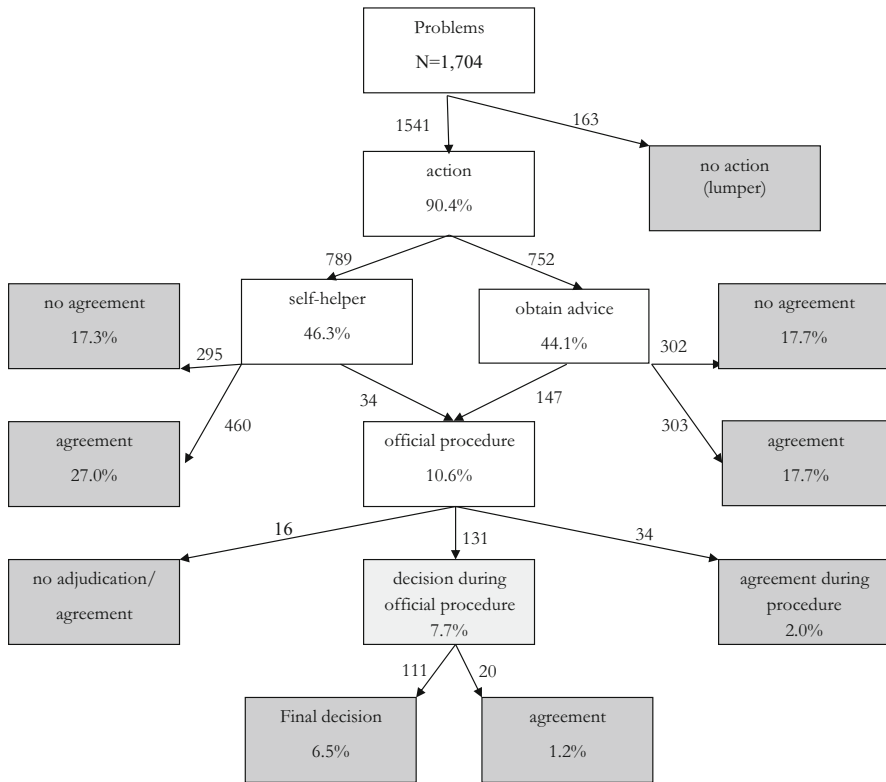 Problems
N=1,704
1541
163
action
90.4%
no action
(lumper)
789
752
no agreement
17.3%
self-helper
46.3%
obtain advice
44.1%
no agreement
17.7%
295
302
460
34
147
303
agreement
27.0%
official procedure
10.6%
agreement
17.7%
16
131
34
no adjudication/
agreement
decision during
official procedure
7.7%
agreement during
procedure
2.0%
111
20
Final decision
6.5%
agreement
1.2%